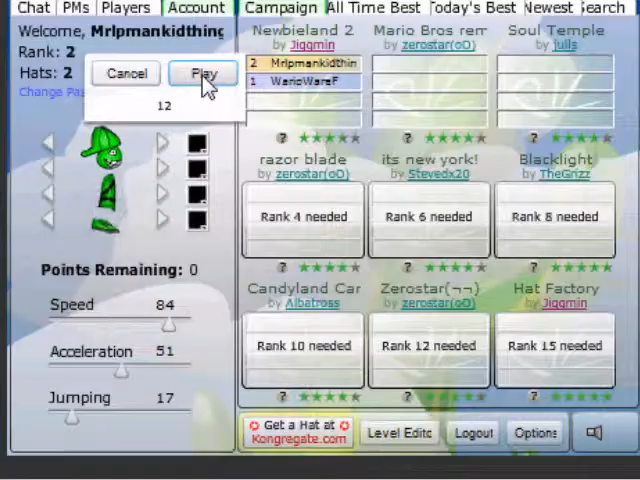 Chat PMs Players Account Campaign All Time Best Today's Best Newest Search
Welcome, Mrlpmankidthing
Rank: 2
Hats: 2
Change Pas
Cancel Play
12
Points Remaining: 0
Speed 84
Acceleration 51
Jumping 17
Newbieland 2
by Jiggmin
2 Mrlpmankidthin
1 WarioWareF
Mario Bros rem
by zerostar(oO)
Soul Temple
by julls
razor blade
by zerostar(oO)
Rank 4 needed
its new york!
by Stevedx20
Rank 6 needed
Blacklight
by TheGrizz
Rank 8 needed
Candyland Car
by Albatross
Rank 10 needed
Zerostar(¬¬)
by zerostar(oO)
Rank 12 needed
Hat Factory
by Jiggmin
Rank 15 needed
? ? ?
? ? ?
? ? ?
Get a Hat at
Kongregate.com
Level Edito
Logout
Options